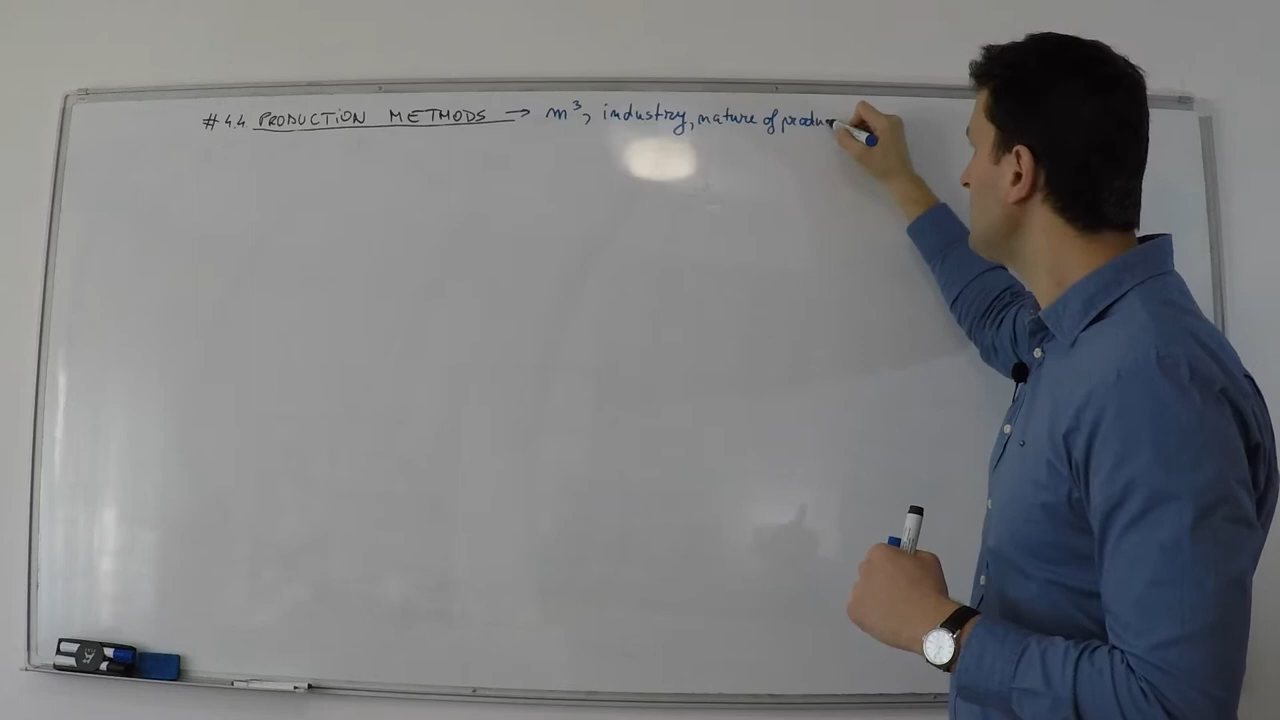 # 4.4 PRODUCTION METHODS → m³, industry, nature of produ